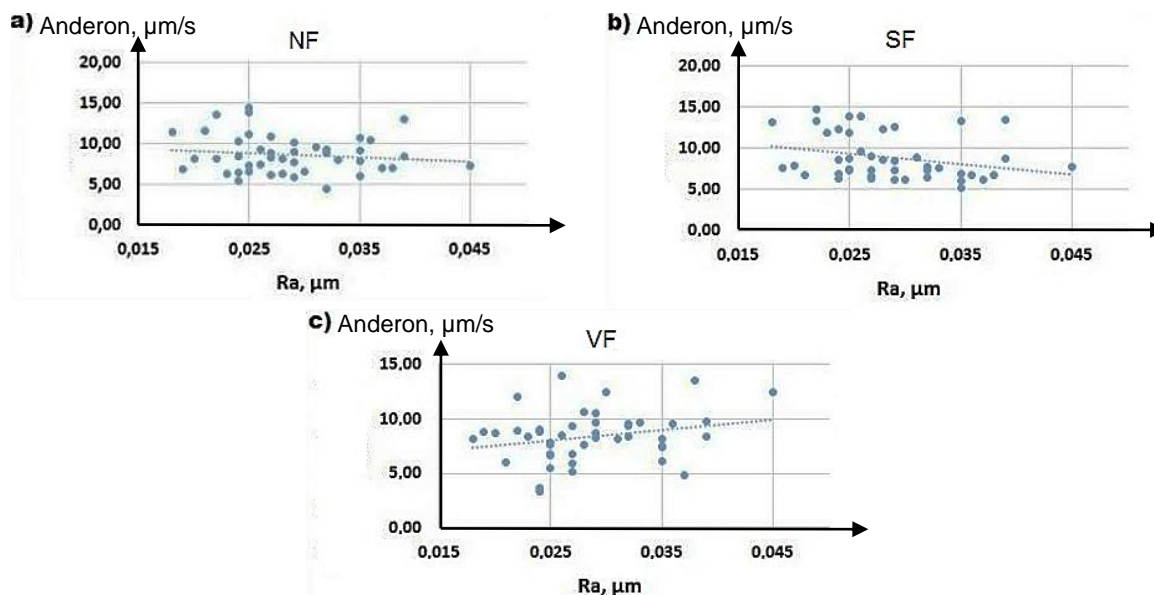 a) Anderon, µm/s
NF
20,00
15,00
10,00
5,00
0,00
0,015 0,025 0,035 0,045
Ra, µm
b) Anderon, µm/s
SF
20,00
15,00
10,00
5,00
0,00
0,015 0,025 0,035 0,045
Ra, µm
c) Anderon, µm/s
VF
15,00
10,00
5,00
0,00
0,015 0,025 0,035 0,045
Ra, µm